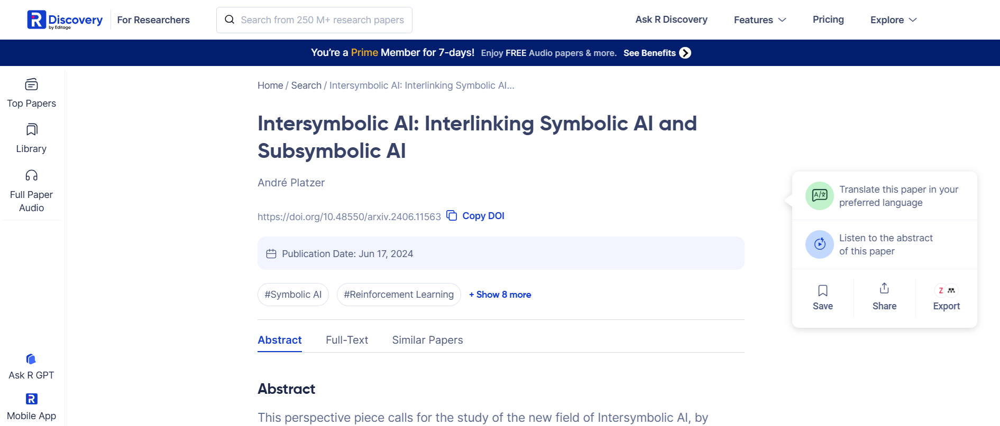 R Discovery
by Editage
For Researchers
Search from 250 M+ research papers
Ask R Discovery
Features
Pricing
Explore
You're a Prime Member for 7-days! Enjoy FREE Audio papers & more. See Benefits
Top Papers
Library
Full Paper
Audio
Ask R GPT
R
Mobile App
Home / Search / Intersymbolic AI: Interlinking Symbolic AI...
Intersymbolic AI: Interlinking Symbolic AI and
Subsymbolic AI
André Platzer
https://doi.org/10.48550/arxiv.2406.11563 Copy DOI
Publication Date: Jun 17, 2024
#Symbolic AI #Reinforcement Learning + Show 8 more
Abstract Full-Text Similar Papers
Abstract
This perspective piece calls for the study of the new field of Intersymbolic AI, by
A/文
Translate this paper in your
preferred language
Listen to the abstract
of this paper
Save
Share
Z
Export